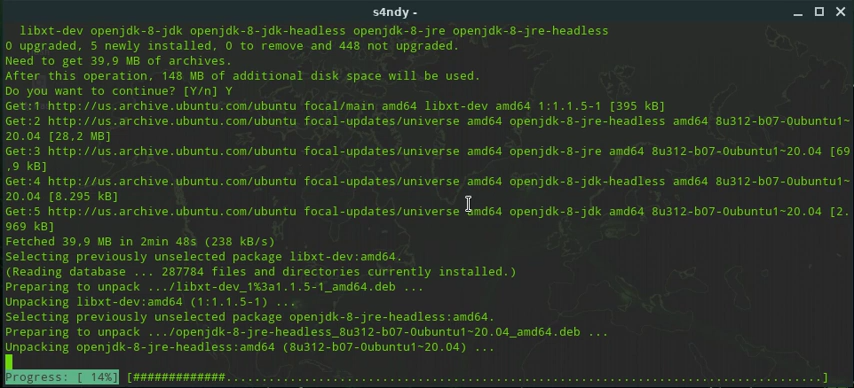 s4ndy -
libxt-dev openjdk-8-jdk openjdk-8-jdk-headless openjdk-8-jre openjdk-8-jre-headless
0 upgraded, 5 newly installed, 0 to remove and 448 not upgraded.
Need to get 39,9 MB of archives.
After this operation, 148 MB of additional disk space will be used.
Do you want to continue? [Y/n] Y
Get:1 http://us.archive.ubuntu.com/ubuntu focal/main amd64 libxt-dev amd64 1:1.1.5-1 [395 kB]
Get:2 http://us.archive.ubuntu.com/ubuntu focal-updates/universe amd64 openjdk-8-jre-headless amd64 8u312-b07-0ubuntu1~
20.04 [28,2 MB]
Get:3 http://us.archive.ubuntu.com/ubuntu focal-updates/universe amd64 openjdk-8-jre amd64 8u312-b07-0ubuntu1~20.04 [69
,9 kB]
Get:4 http://us.archive.ubuntu.com/ubuntu focal-updates/universe amd64 openjdk-8-jdk-headless amd64 8u312-b07-0ubuntu1~
20.04 [8.295 kB]
Get:5 http://us.archive.ubuntu.com/ubuntu focal-updates/universe amd64 openjdk-8-jdk amd64 8u312-b07-0ubuntu1~20.04 [2.
969 kB]
Fetched 39,9 MB in 2min 48s (238 kB/s)
Selecting previously unselected package libxt-dev:amd64.
(Reading database ... 287784 files and directories currently installed.)
Preparing to unpack .../libxt-dev_1%3a1.1.5-1_amd64.deb ...
Unpacking libxt-dev:amd64 (1:1.1.5-1) ...
Selecting previously unselected package openjdk-8-jre-headless:amd64.
Preparing to unpack .../openjdk-8-jre-headless_8u312-b07-0ubuntu1~20.04_amd64.deb ...
Unpacking openjdk-8-jre-headless:amd64 (8u312-b07-0ubuntu1~20.04) ...
Progress: [ 14%] [#############.....................................................................................]